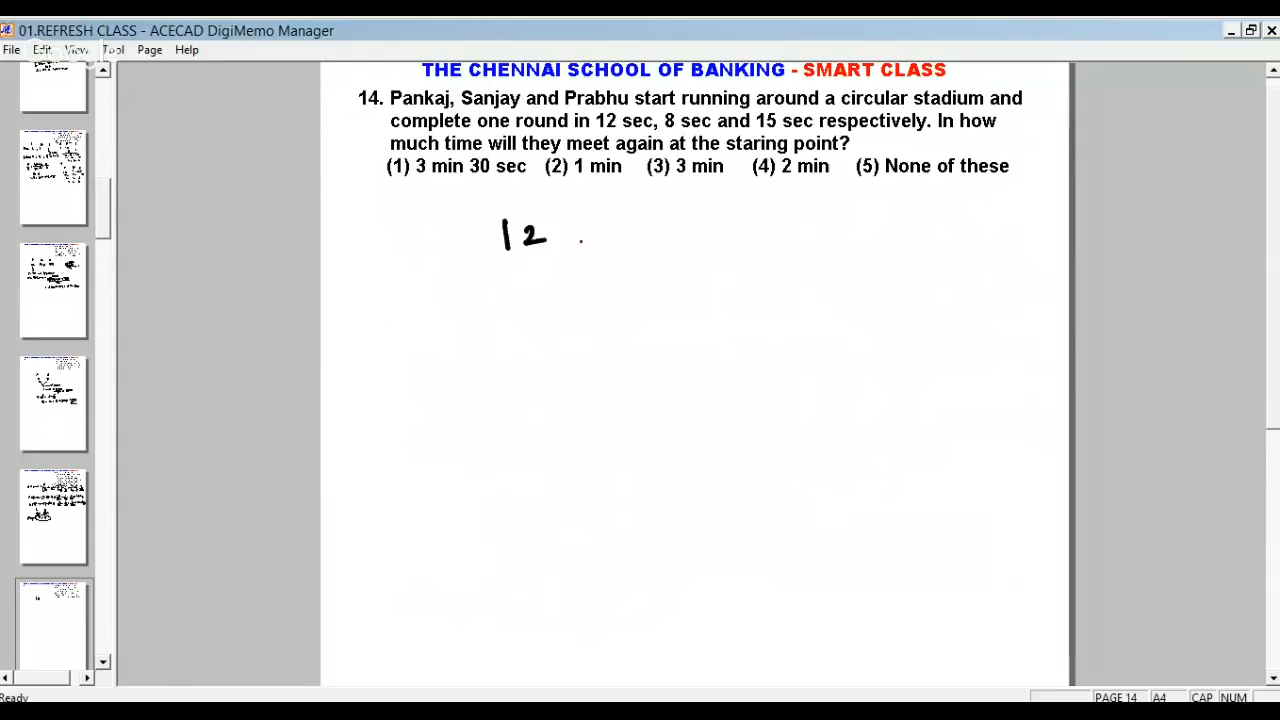 01.REFRESH CLASS - ACECAD DigiMemo Manager
File Edit View Tool Page Help
THE CHENNAI SCHOOL OF BANKING - SMART CLASS
14. Pankaj, Sanjay and Prabhu start running around a circular stadium and
complete one round in 12 sec, 8 sec and 15 sec respectively. In how
much time will they meet again at the staring point?
(1) 3 min 30 sec (2) 1 min (3) 3 min (4) 2 min (5) None of these
12
Ready
PAGE 14 A4 CAP NUM